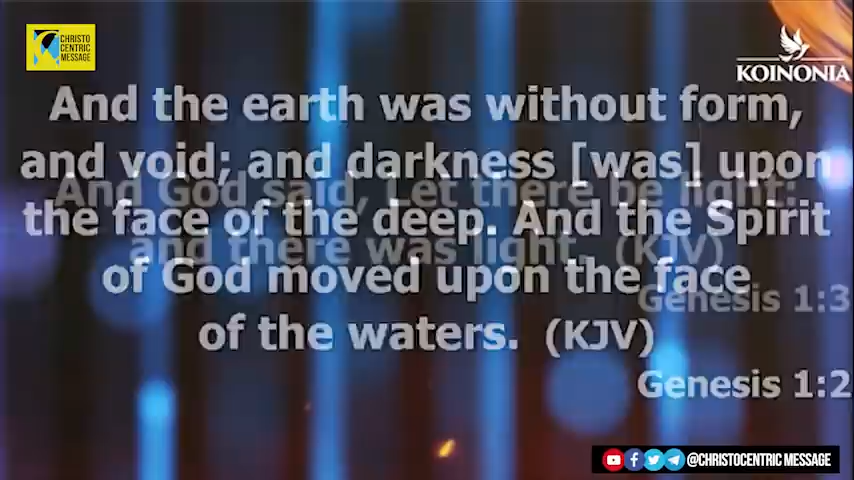 CHRISTO
CENTRIC
MESSAGE
KOINONIA
And the earth was without form,
and void; and darkness [was] upon
the face of the deep. And the Spirit
of God moved upon the face
of the waters. (KJV)
Genesis 1:2
And God said, Let there be light:
and there was light. (KJV)
Genesis 1:3
@CHRISTOCENTRIC MESSAGE